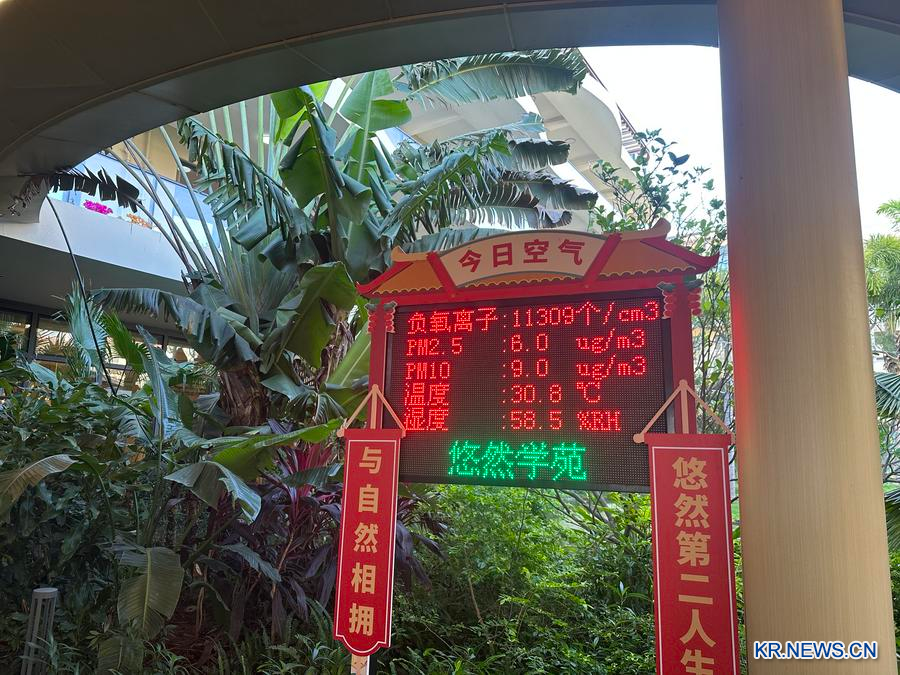 今日空气
负氧离子:11309个/cm3
PM2.5 :6.0 ug/m3
PM10 :9.0 ug/m3
温度 :30.8 ℃
湿度 :58.5 %RH
悠然学苑
与自然相拥
悠然第二人生
KR.NEWS.CN